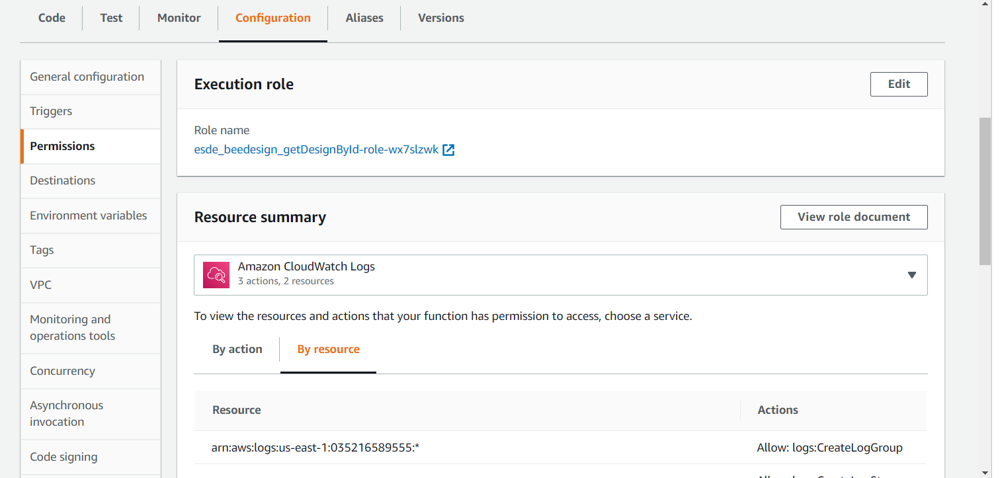 Code
Test
Monitor
Configuration
Aliases
Versions
General configuration
Triggers
Permissions
Destinations
Environment variables
Tags
VPC
Monitoring and
operations tools
Concurrency
Asynchronous
invocation
Code signing
Execution role
Edit
Role name
esde_beedesign_getDesignById-role-wx7slzwk
Resource summary
View role document
Amazon CloudWatch Logs
3 actions, 2 resources
To view the resources and actions that your function has permission to access, choose a service.
By action
By resource
Resource
Actions
arn:aws:logs:us-east-1:035216589555:*
Allow: logs:CreateLogGroup